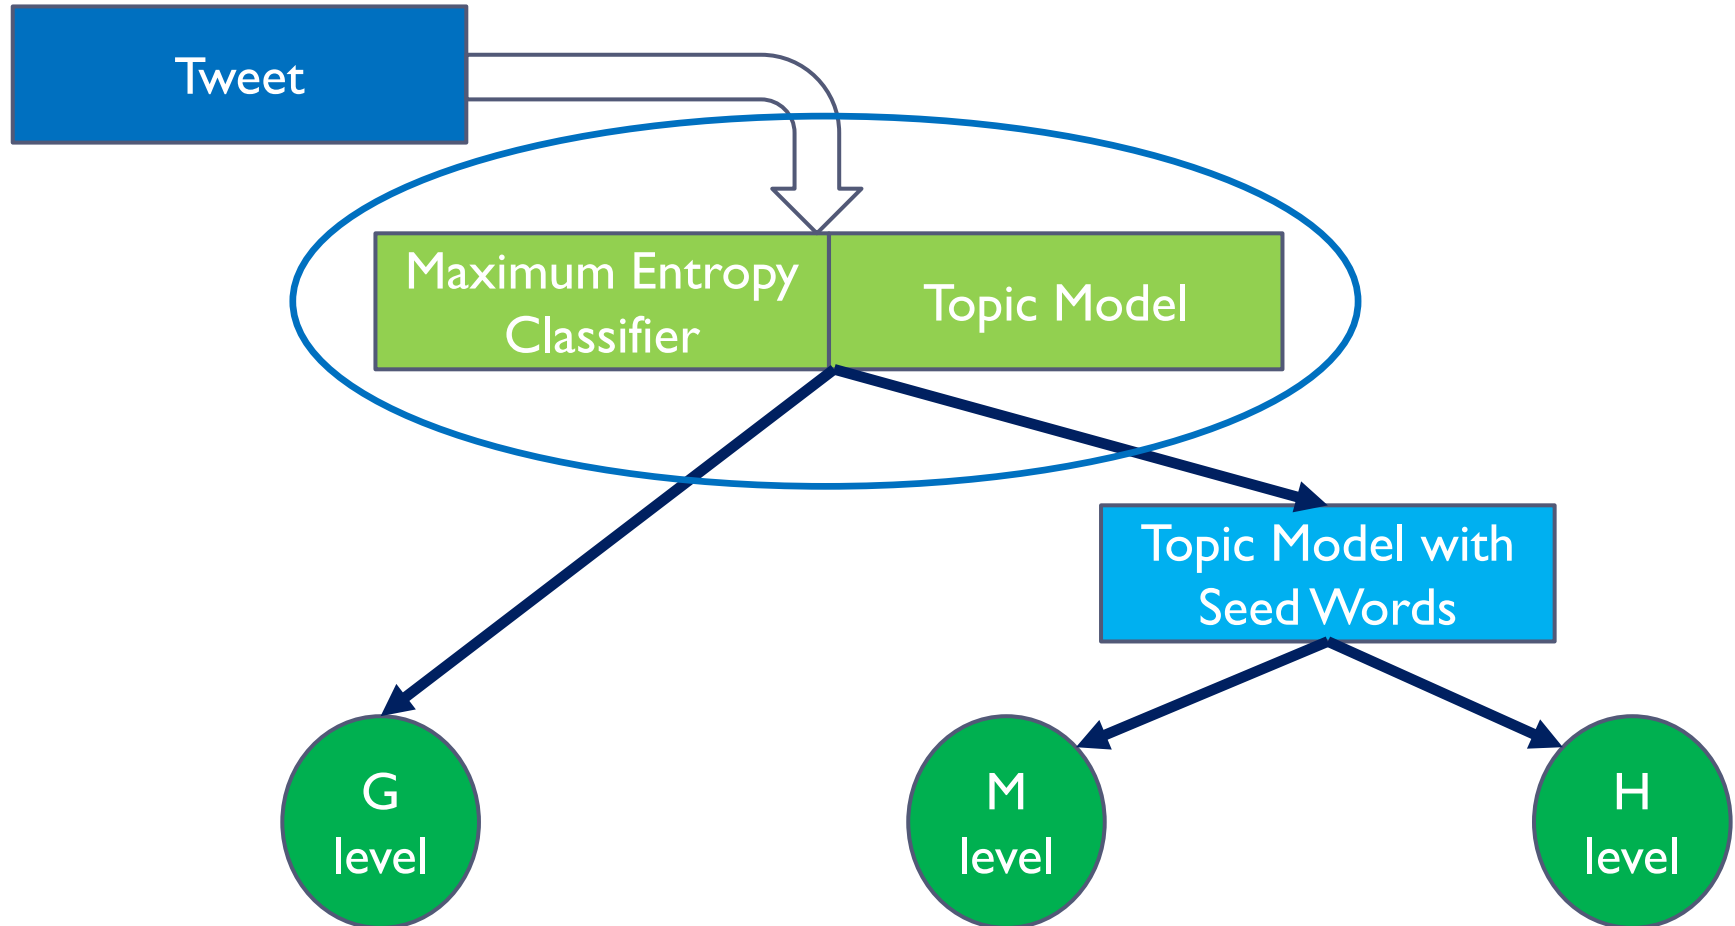 Tweet
Maximum Entropy
Classifier
Topic Model
Topic Model with
Seed Words
G
level
M
level
H
level